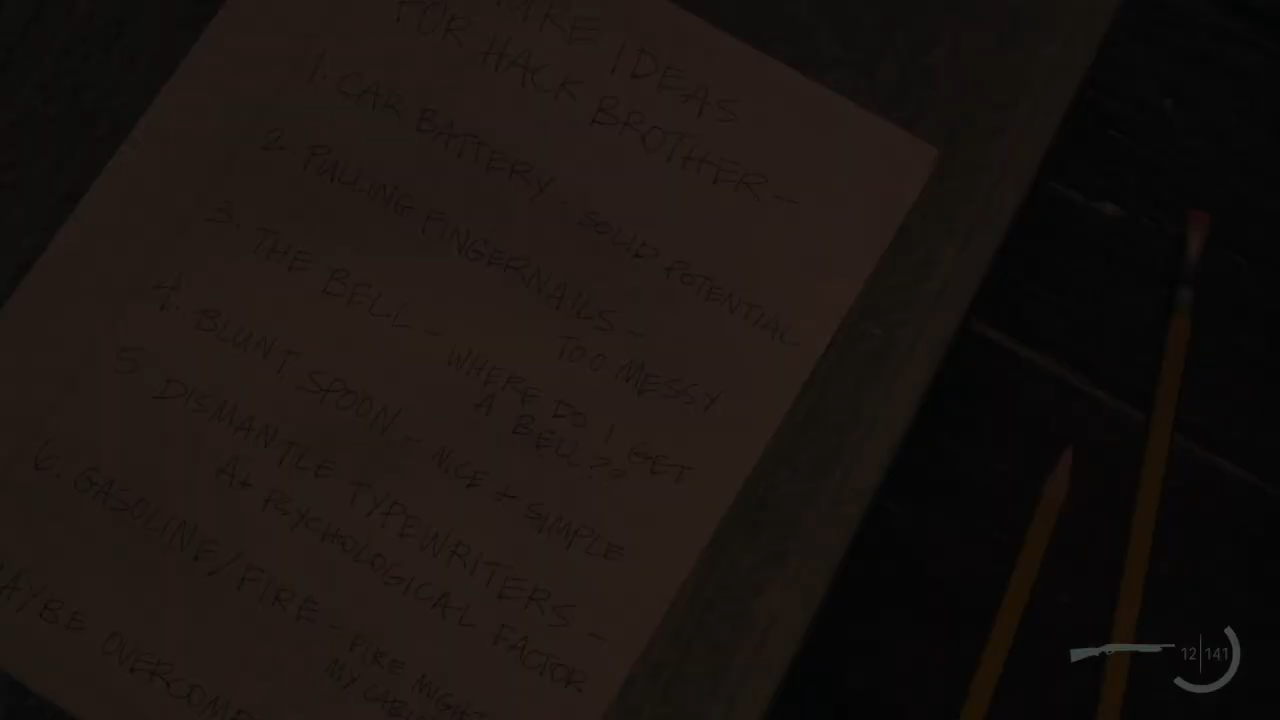 IDEAS
FOR HACK BROTHER -
1. CAR BATTERY - SOLID POTENTIAL
2. PULLING FINGERNAILS -
TOO MESSY
3. THE BELL - WHERE DO I GET
A BELL??
4. BLUNT SPOON - NICE + SIMPLE
5. DISMANTLE TYPEWRITERS -
A+ PSYCHOLOGICAL FACTOR
6. GASOLINE/FIRE - FIRE MIGHT
MY
12|141